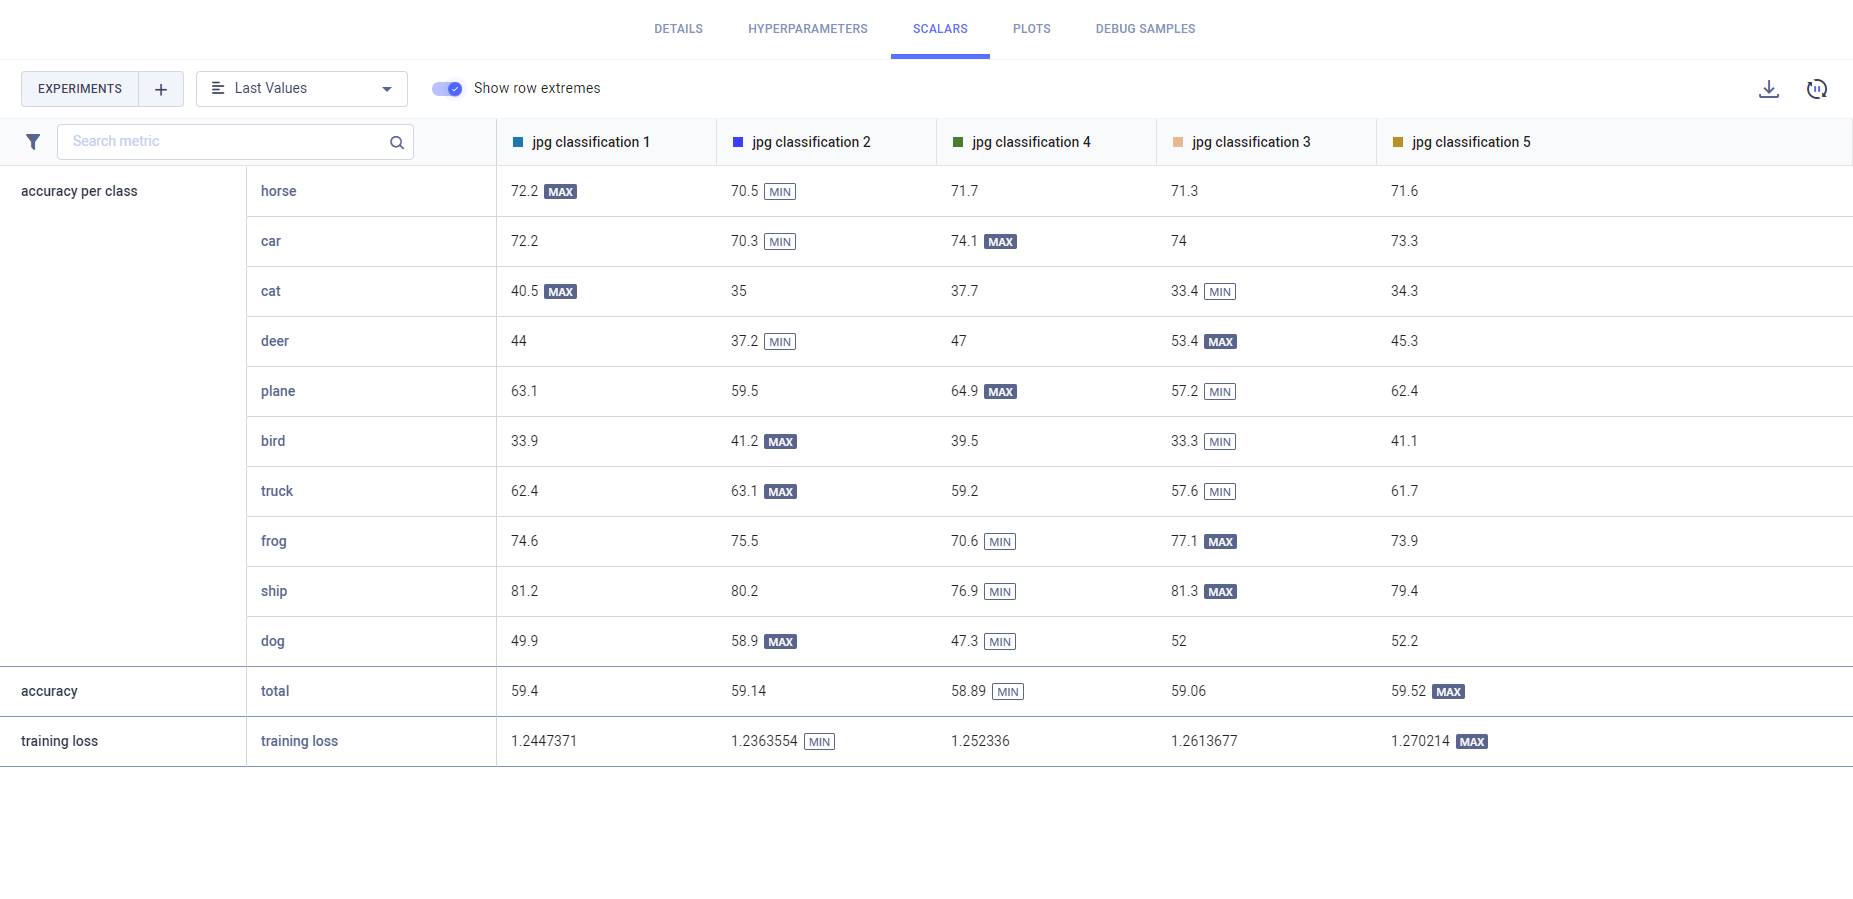 DETAILS HYPERPARAMETERS SCALARS PLOTS DEBUG SAMPLES
EXPERIMENTS + Last Values Show row extremes
Search metric jpg classification 1 jpg classification 2 jpg classification 4 jpg classification 3 jpg classification 5
accuracy per class horse 72.2 MAX 70.5 MIN 71.7 71.3 71.6
car 72.2 70.3 MIN 74.1 MAX 74 73.3
cat 40.5 MAX 35 37.7 33.4 MIN 34.3
deer 44 37.2 MIN 47 53.4 MAX 45.3
plane 63.1 59.5 64.9 MAX 57.2 MIN 62.4
bird 33.9 41.2 MAX 39.5 33.3 MIN 41.1
truck 62.4 63.1 MAX 59.2 57.6 MIN 61.7
frog 74.6 75.5 70.6 MIN 77.1 MAX 73.9
ship 81.2 80.2 76.9 MIN 81.3 MAX 79.4
dog 49.9 58.9 MAX 47.3 MIN 52 52.2
accuracy total 59.4 59.14 58.89 MIN 59.06 59.52 MAX
training loss training loss 1.2447371 1.2363554 MIN 1.252336 1.2613677 1.270214 MAX